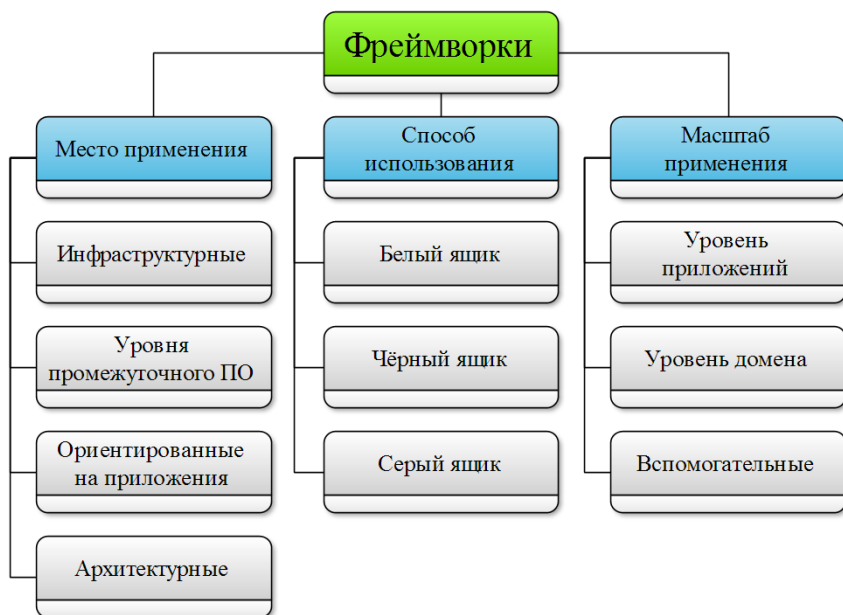 Фреймворки
Место применения
Инфраструктурные
Уровня
промежуточного ПО
Ориентированные
на приложения
Архитектурные
Способ
использования
Белый ящик
Чёрный ящик
Серый ящик
Масштаб
применения
Уровень
приложений
Уровень домена
Вспомогательные